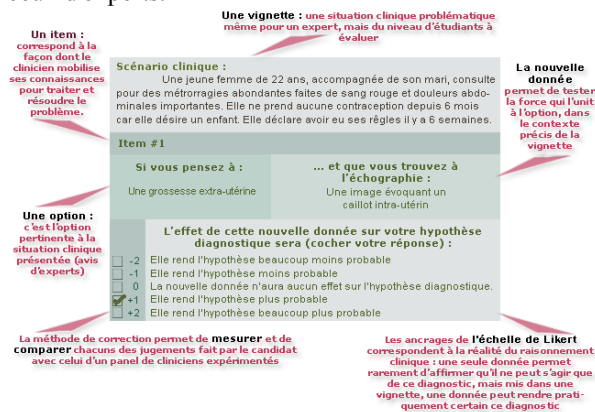 Une vignette : une situation clinique problématique
même pour un expert, mais du niveau d'étudiants à
évaluer
Un item :
correspond à la
façon dont le
clinicien mobilise
ses connaissances
pour traiter et
résoudre le
problème.
Scénario clinique :
Une jeune femme de 22 ans, accompagnée de son mari, consulte
pour des métrorragies abondantes faites de sang rouge et douleurs abdo-
minales importantes. Elle ne prend aucune contraception depuis 6 mois
car elle désire un enfant. Elle déclare avoir eu ses rêgles il y a 6 semaines.
La nouvelle
donnée
permet de tester
la force qui l'unit
à l'option, dans
le contexte
précis de la
vignette
Item #1
Si vous pensez à :
Une grossesse extra-utérine
... et que vous trouvez à
l'échographie :
Une image évoquant un
caillot intra-utérin
Une option :
c'est l'option
pertinente à la
situation clinique
présentée (avis
d'experts)
L'effet de cette nouvelle donnée sur votre hypothèse
diagnostique sera (cocher votre réponse) :
-2 Elle rend l'hypothèse beaucoup moins probable
-1 Elle rend l'hypothèse moins probable
0 La nouvelle donnée n'aura aucun effet sur l'hypothèse diagnostique.
+1 Elle rend l'hypothèse plus probable
+2 Elle rend l'hypothèse beaucoup plus probable
La méthode de correction permet de mesurer et de
comparer chacuns des jugements fait par le candidat
avec celui d'un panel de cliniciens expérimentés
Les ancrages de l'échelle de Likert
correspondent à la réalité du raisonnement
clinique : une seule donnée permet
rarement d'affirmer qu'il ne peut s'agir que
de ce diagnostic, mais mis dans une
vignette, une donnée peut rendre prati-
quement certain ce diagnostic